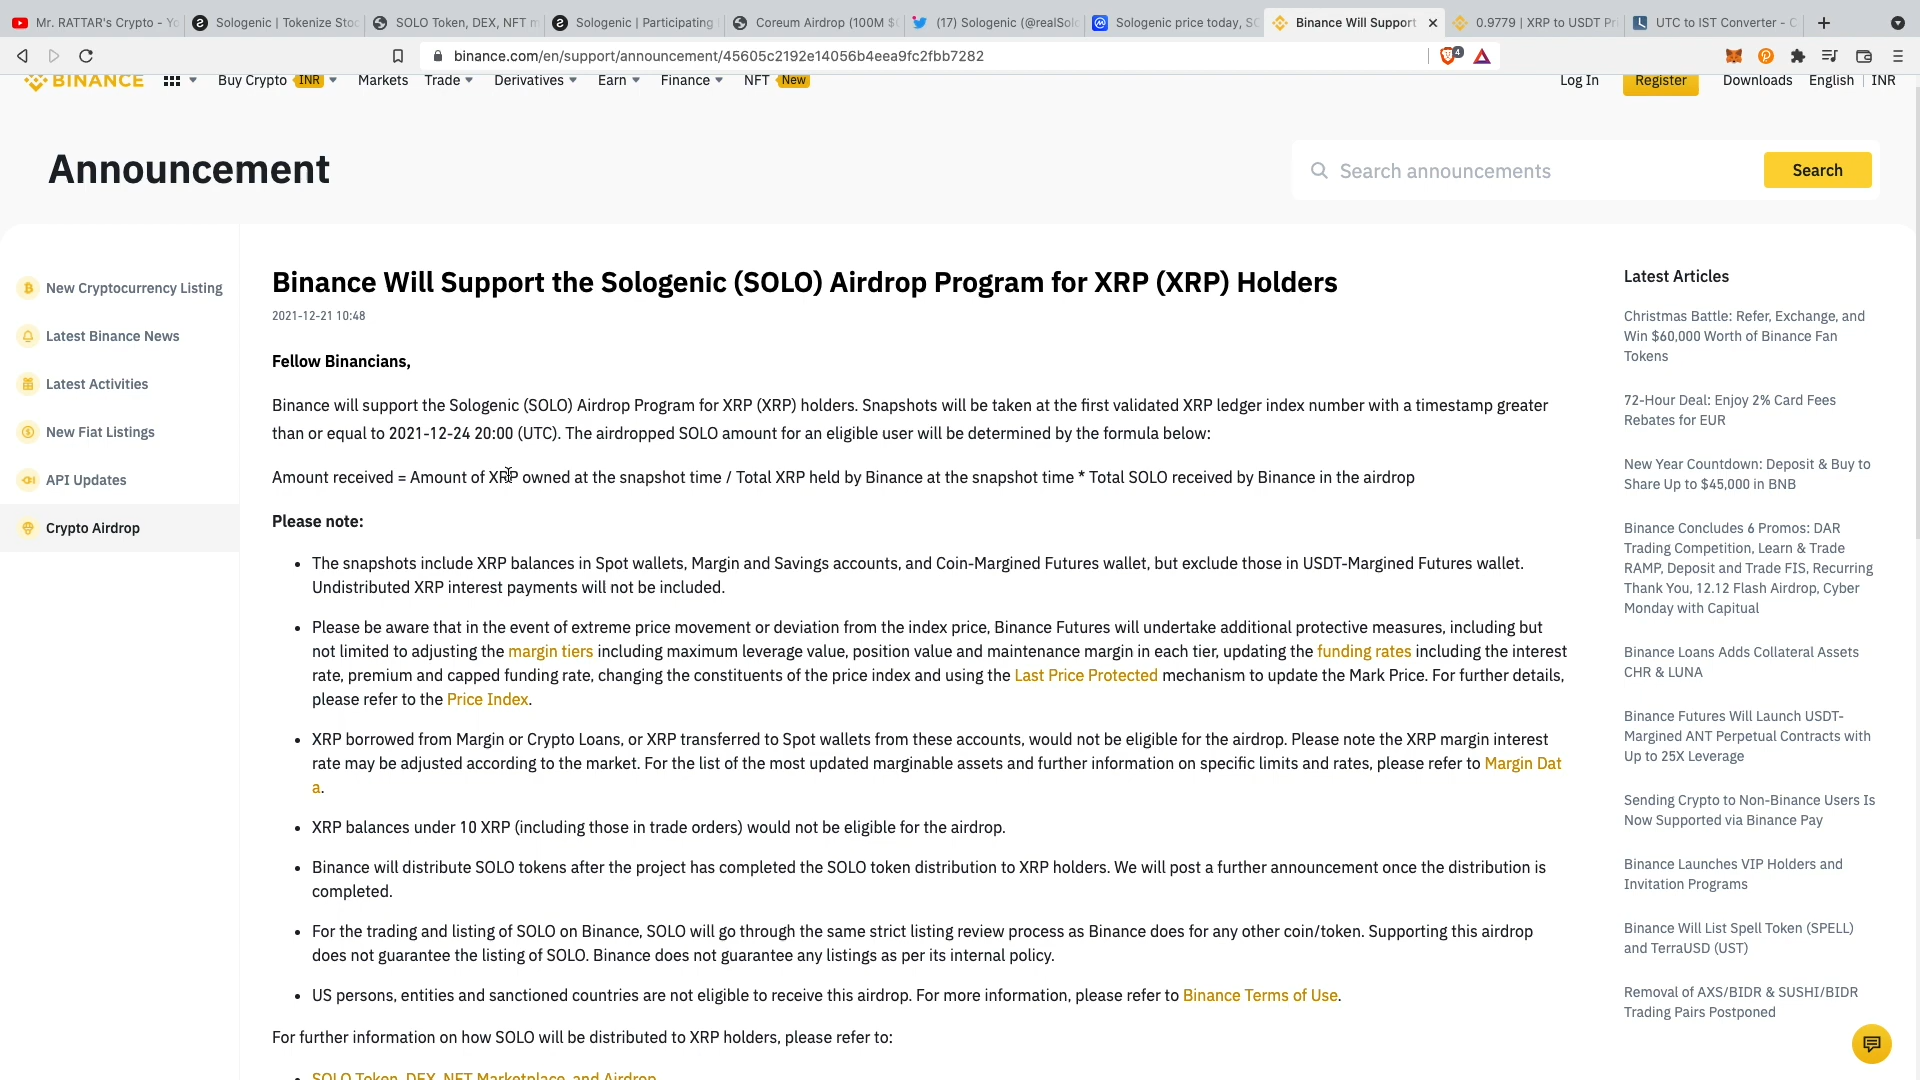 Mr. RATTAR's Crypto - Yo
Sologenic | Tokenize Stoc
SOLO Token, DEX, NFT m
Sologenic | Participating
Coreum Airdrop (100M $
(17) Sologenic (@realSolo
Sologenic price today, SO
Binance Will Support
0.9779 | XRP to USDT Pr
UTC to IST Converter - C
binance.com/en/support/announcement/45605c2192e14056b4eea9fc2fbb7282
4
BINANCE
Buy Crypto INR
Markets
Trade
Derivatives
Earn
Finance
NFT New
Log In
Register
Downloads
English
INR
Announcement
Search announcements
Search
New Cryptocurrency Listing
Latest Binance News
Latest Activities
New Fiat Listings
API Updates
Crypto Airdrop
Binance Will Support the Sologenic (SOLO) Airdrop Program for XRP (XRP) Holders
2021-12-21 10:48
Fellow Binancians,
Binance will support the Sologenic (SOLO) Airdrop Program for XRP (XRP) holders. Snapshots will be taken at the first validated XRP ledger index number with a timestamp greater
than or equal to 2021-12-24 20:00 (UTC). The airdropped SOLO amount for an eligible user will be determined by the formula below:
Amount received = Amount of XRP owned at the snapshot time / Total XRP held by Binance at the snapshot time * Total SOLO received by Binance in the airdrop
Please note:
• The snapshots include XRP balances in Spot wallets, Margin and Savings accounts, and Coin-Margined Futures wallet, but exclude those in USDT-Margined Futures wallet.
Undistributed XRP interest payments will not be included.
• Please be aware that in the event of extreme price movement or deviation from the index price, Binance Futures will undertake additional protective measures, including but
not limited to adjusting the margin tiers including maximum leverage value, position value and maintenance margin in each tier, updating the funding rates including the interest
rate, premium and capped funding rate, changing the constituents of the price index and using the Last Price Protected mechanism to update the Mark Price. For further details,
please refer to the Price Index.
• XRP borrowed from Margin or Crypto Loans, or XRP transferred to Spot wallets from these accounts, would not be eligible for the airdrop. Please note the XRP margin interest
rate may be adjusted according to the market. For the list of the most updated marginable assets and further information on specific limits and rates, please refer to Margin Dat
a.
• XRP balances under 10 XRP (including those in trade orders) would not be eligible for the airdrop.
• Binance will distribute SOLO tokens after the project has completed the SOLO token distribution to XRP holders. We will post a further announcement once the distribution is
completed.
• For the trading and listing of SOLO on Binance, SOLO will go through the same strict listing review process as Binance does for any other coin/token. Supporting this airdrop
does not guarantee the listing of SOLO. Binance does not guarantee any listings as per its internal policy.
• US persons, entities and sanctioned countries are not eligible to receive this airdrop. For more information, please refer to Binance Terms of Use.
For further information on how SOLO will be distributed to XRP holders, please refer to:
• SOLO Token, DEX, NFT Marketplace, and Airdrop
Latest Articles
Christmas Battle: Refer, Exchange, and
Win $60,000 Worth of Binance Fan
Tokens
72-Hour Deal: Enjoy 2% Card Fees
Rebates for EUR
New Year Countdown: Deposit & Buy to
Share Up to $45,000 in BNB
Binance Concludes 6 Promos: DAR
Trading Competition, Learn & Trade
RAMP, Deposit and Trade FIS, Recurring
Thank You, 12.12 Flash Airdrop, Cyber
Monday with Capitual
Binance Loans Adds Collateral Assets
CHR & LUNA
Binance Futures Will Launch USDT-
Margined ANT Perpetual Contracts with
Up to 25X Leverage
Sending Crypto to Non-Binance Users Is
Now Supported via Binance Pay
Binance Launches VIP Holders and
Invitation Programs
Binance Will List Spell Token (SPELL)
and TerraUSD (UST)
Removal of AXS/BIDR & SUSHI/BIDR
Trading Pairs Postponed